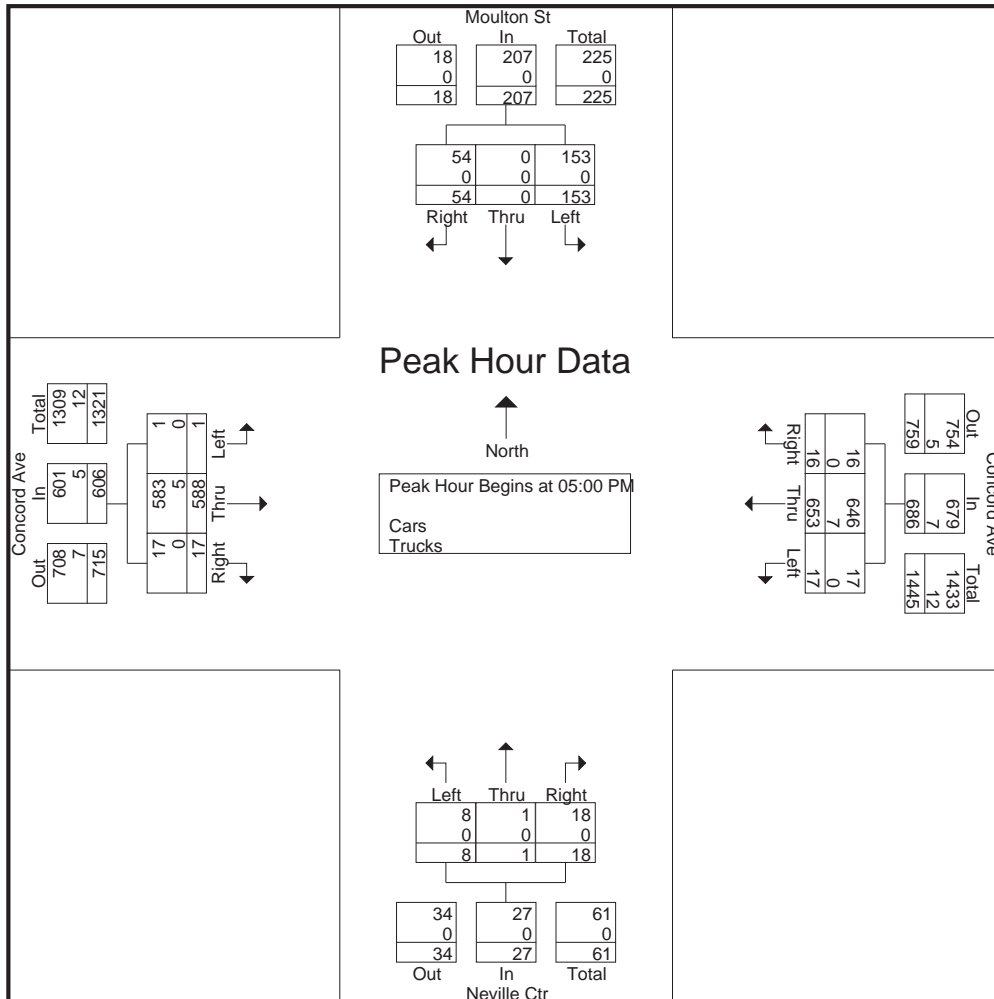 Moulton St
Out In Total
18 207 225
0 0 0
18 207 225
54 0 153
0 0 0
54 0 153
Right Thru Left
Peak Hour Data
North
Peak Hour Begins at 05:00 PM
Cars
Trucks
Concord Ave
Out In Total
708 601 1309
7 5 12
715 606 1321
17 583 1
0 5 0
17 588 1
Right Thru Left
Concord Ave
Out In Total
754 679 1433
5 7 12
759 686 1445
16 646 17
0 7 0
16 653 17
Right Thru Left
Left Thru Right
8 1 18
0 0 0
8 1 18
34 27 61
0 0 0
34 27 61
Out In Total
Neville Ctr